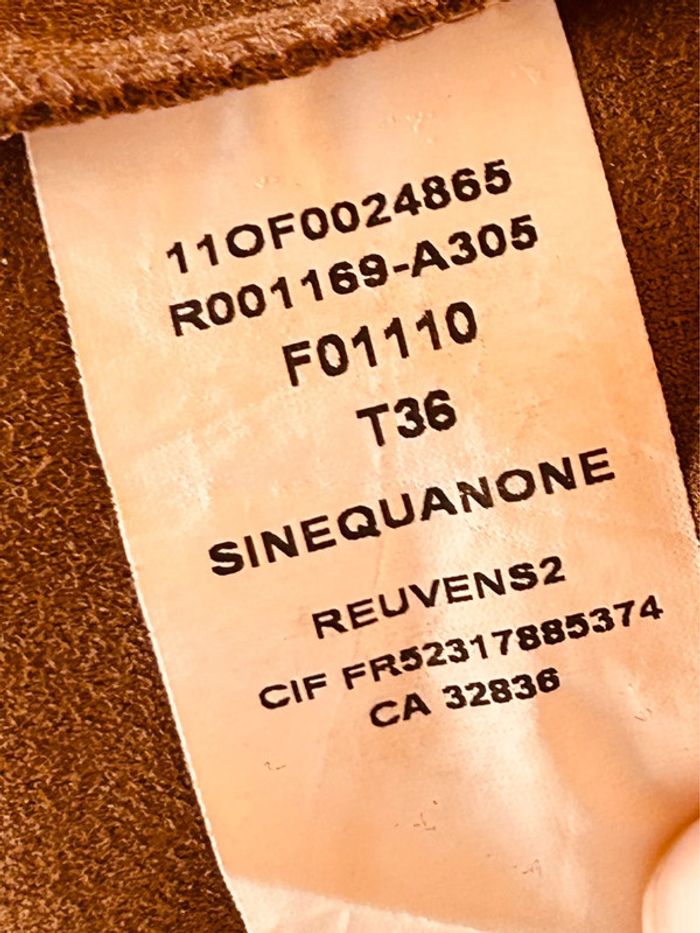 11OF0024865
R001169-A305
F01110
T36
SINEQUANONE
REUVENS2
CIF FR52317885374
CA 32836